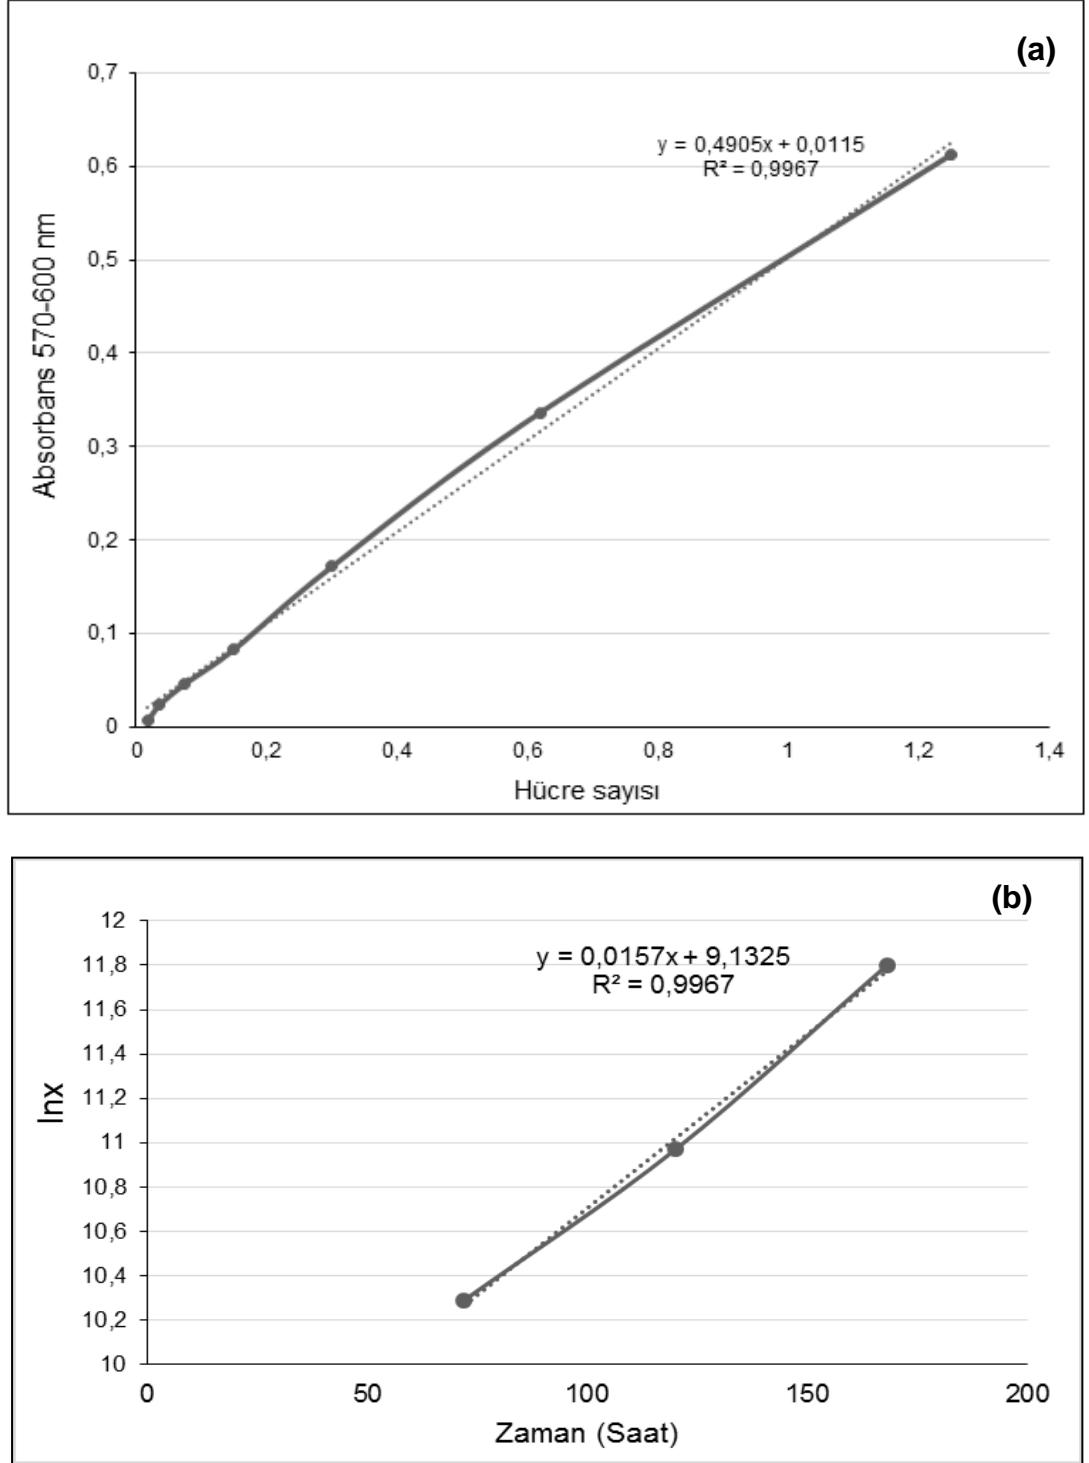 (a)
0,7
0,6
0,5
0,4
0,3
0,2
0,1
0
y = 0,4905x + 0,0115
R² = 0,9967
Absorbans 570-600 nm
0 0,2 0,4 0,6 0,8 1 1,2 1,4
Hücre sayısı
(b)
12
11,8
11,6
11,4
11,2
11
10,8
10,6
10,4
10,2
10
y = 0,0157x + 9,1325
R² = 0,9967
lnx
0 50 100 150 200
Zaman (Saat)